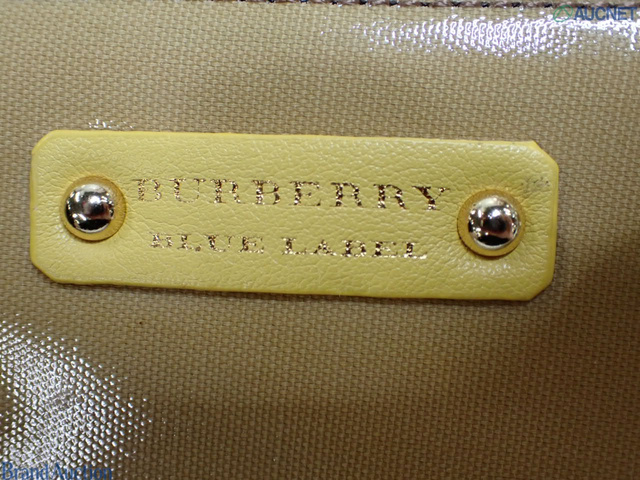 AUCNET
BURBERRY
BLUE LABEL
Brand Auction